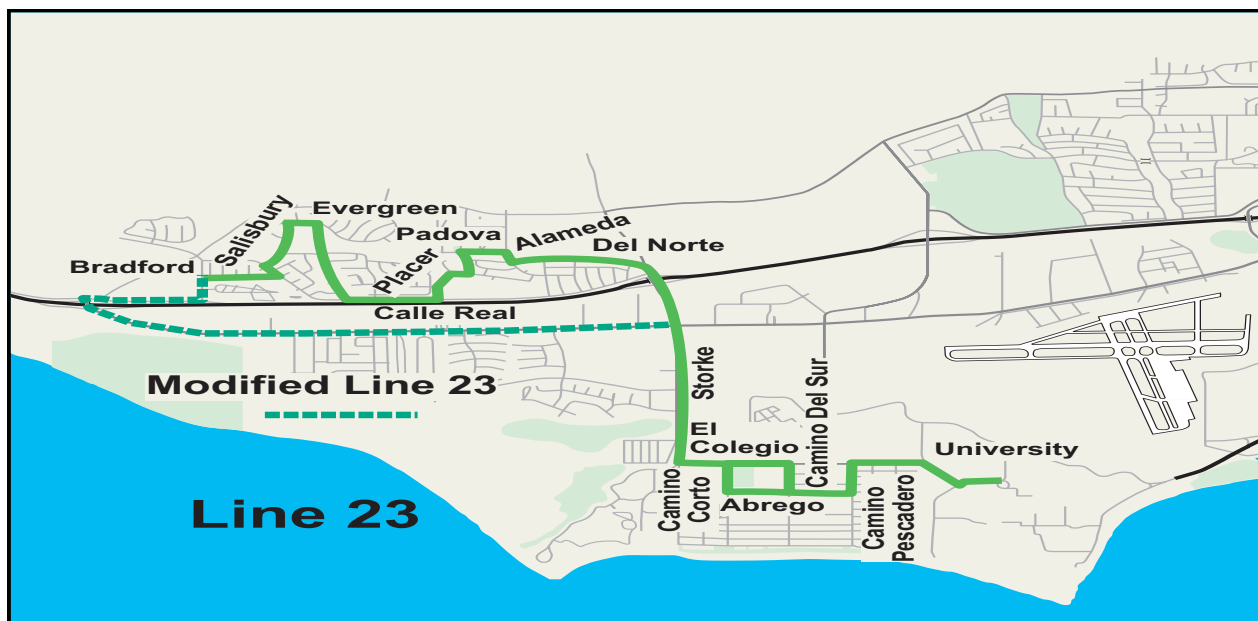 Evergreen
Salisbury
Padova
Alameda
Del Norte
Bradford
Placer
Calle Real
Modified Line 23
Storke
Camino Del Sur
El
Colegio
University
Line 23
Camino
Corto
Abrego
Camino
Pescadero